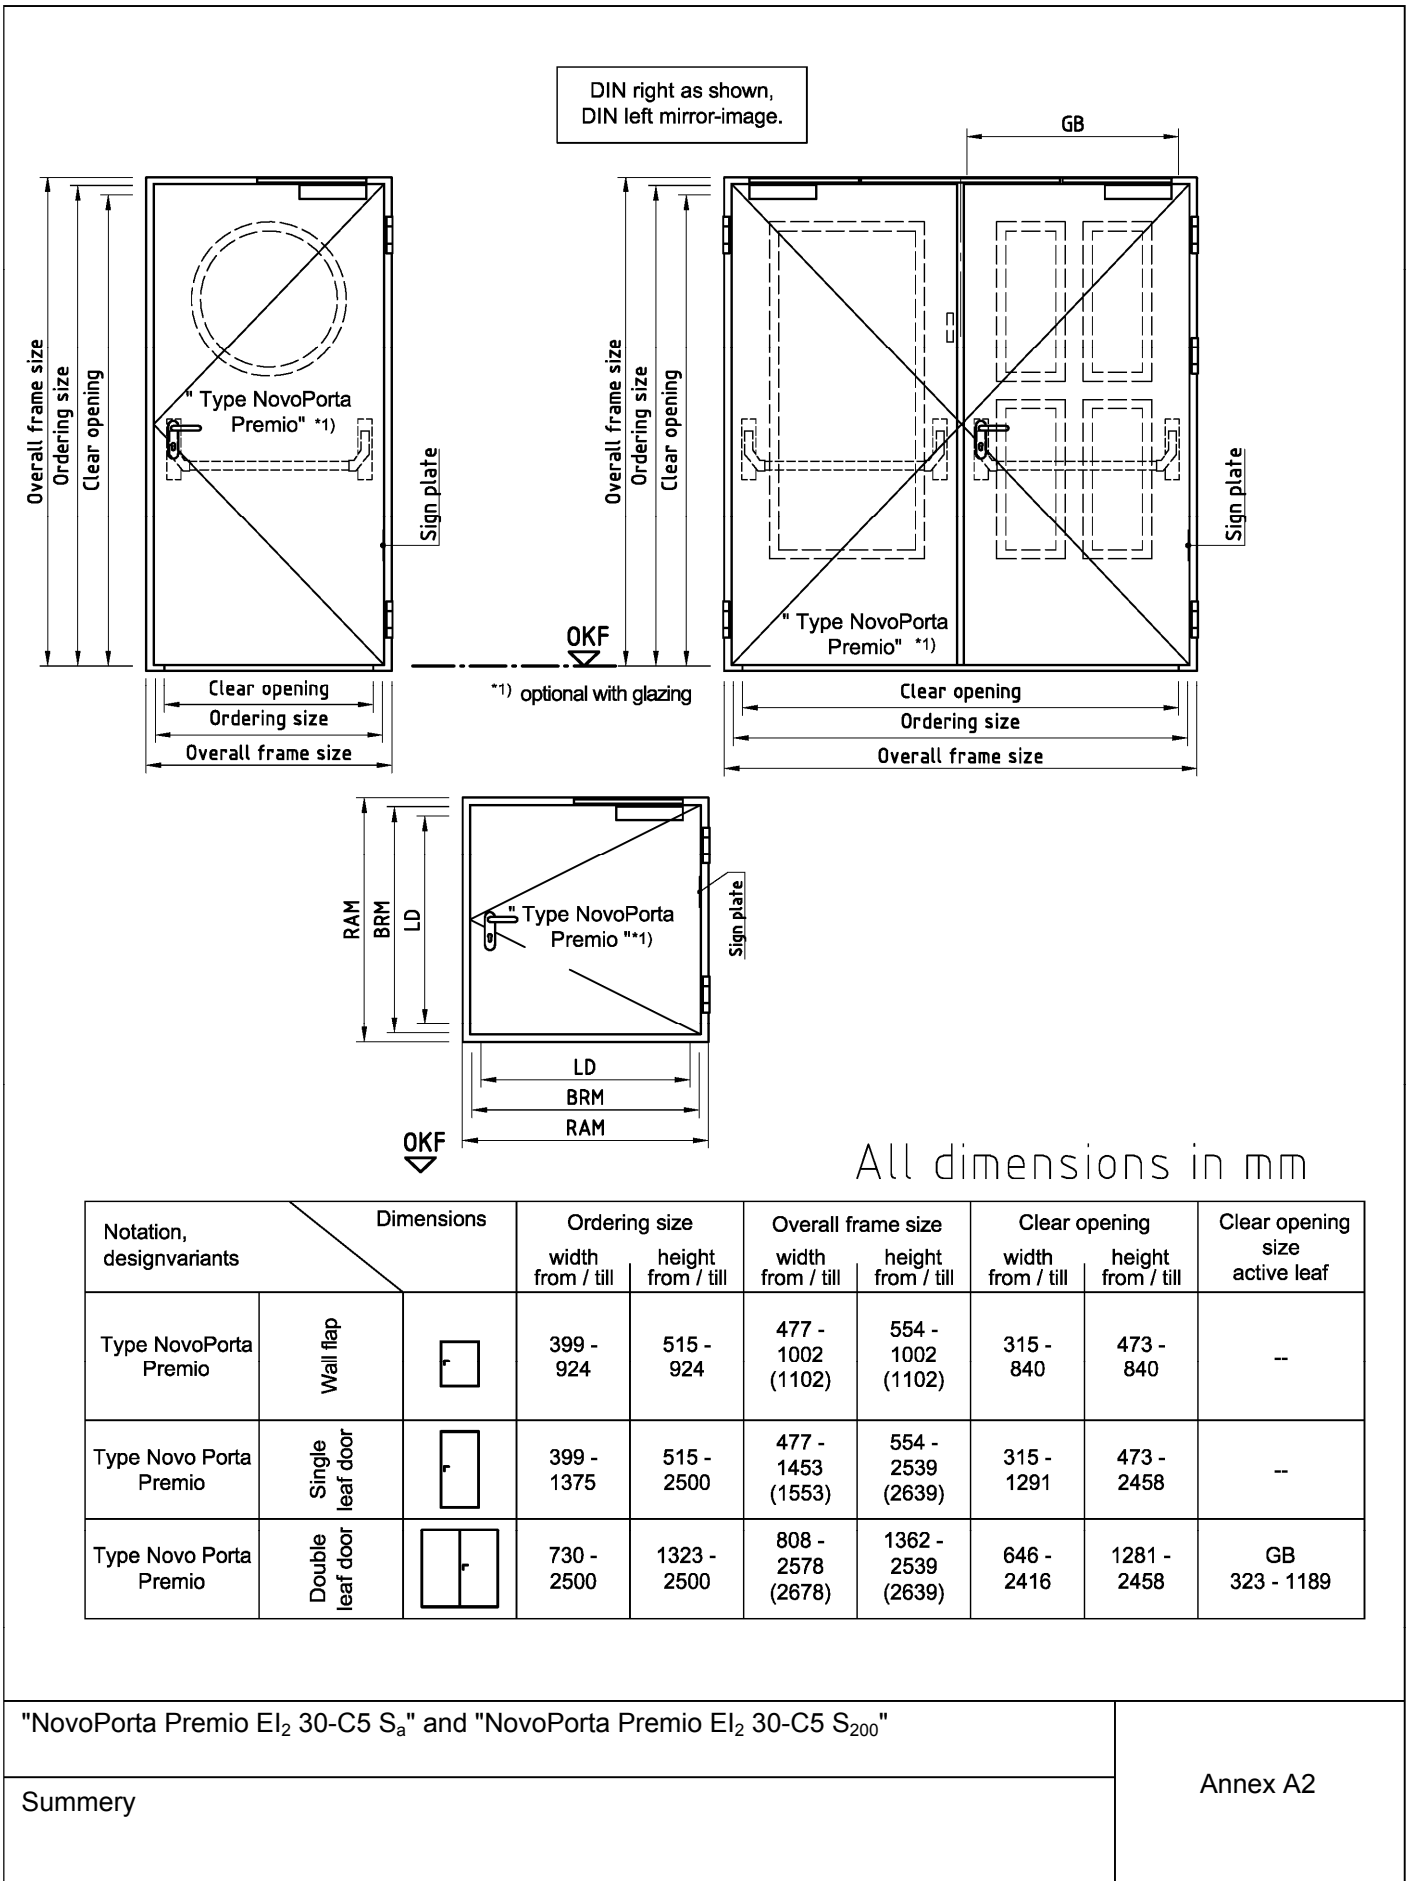 DIN right as shown,
DIN left mirror-image.
GB
Overall frame size
Ordering size
Clear opening
" Type NovoPorta
Premio" *1)
Sign plate
Clear opening
Ordering size
Overall frame size
OKF
*1) optional with glazing
Overall frame size
Ordering size
Clear opening
" Type NovoPorta
Premio" *1)
Sign plate
Clear opening
Ordering size
Overall frame size
RAM
BRM
LD
" Type NovoPorta
Premio "*1)
Sign plate
LD
BRM
RAM
OKF
All dimensions in mm
Notation,
designvariants
Dimensions
Ordering size
width
from / till
height
from / till
Overall frame size
width
from / till
height
from / till
Clear opening
width
from / till
height
from / till
Clear opening
size
active leaf
Type NovoPorta
Premio
Wall flap
399 -
924
515 -
924
477 -
1002
(1102)
554 -
1002
(1102)
315 -
840
473 -
840
--
Type Novo Porta
Premio
Single
leaf door
399 -
1375
515 -
2500
477 -
1453
(1553)
554 -
2539
(2639)
315 -
1291
473 -
2458
--
Type Novo Porta
Premio
Double
leaf door
730 -
2500
1323 -
2500
808 -
2578
(2678)
1362 -
2539
(2639)
646 -
2416
1281 -
2458
GB
323 - 1189
"NovoPorta Premio EI₂ 30-C5 Sₐ" and "NovoPorta Premio EI₂ 30-C5 S₂₀₀"
Summery
Annex A2